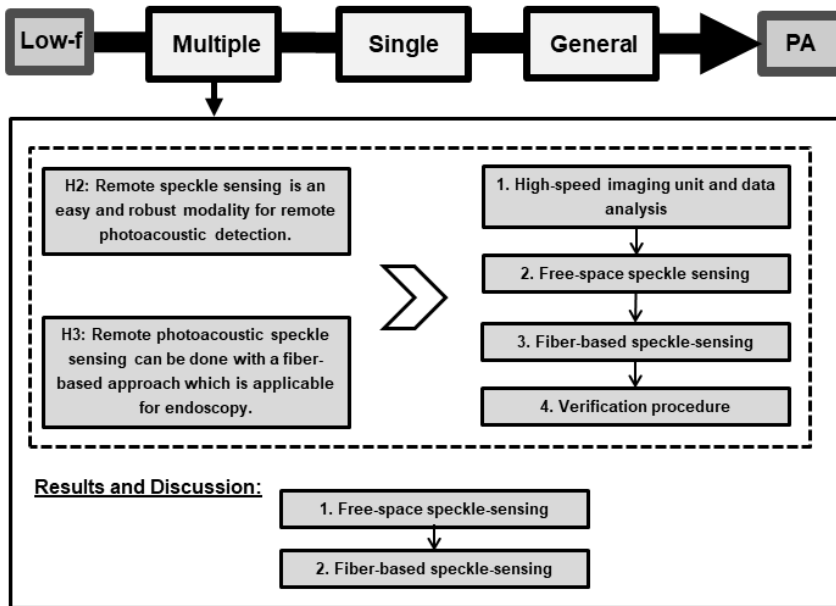 Low-f
Multiple
Single
General
PA
H2: Remote speckle sensing is an
easy and robust modality for remote
photoacoustic detection.
H3: Remote photoacoustic speckle
sensing can be done with a fiber-
based approach which is applicable
for endoscopy.
1. High-speed imaging unit and data
analysis
2. Free-space speckle sensing
3. Fiber-based speckle-sensing
4. Verification procedure
Results and Discussion:
1. Free-space speckle-sensing
2. Fiber-based speckle-sensing